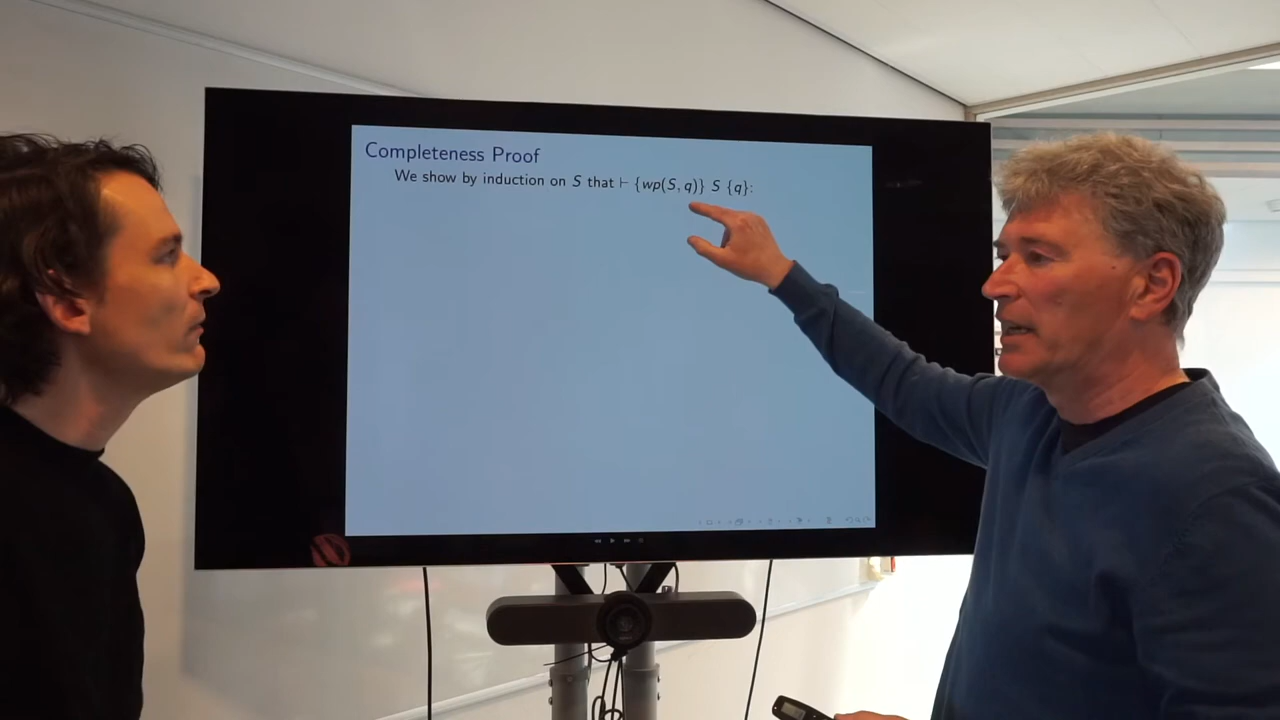 Completeness Proof
We show by induction on S that ⊢ {wp(S, q)} S {q}: